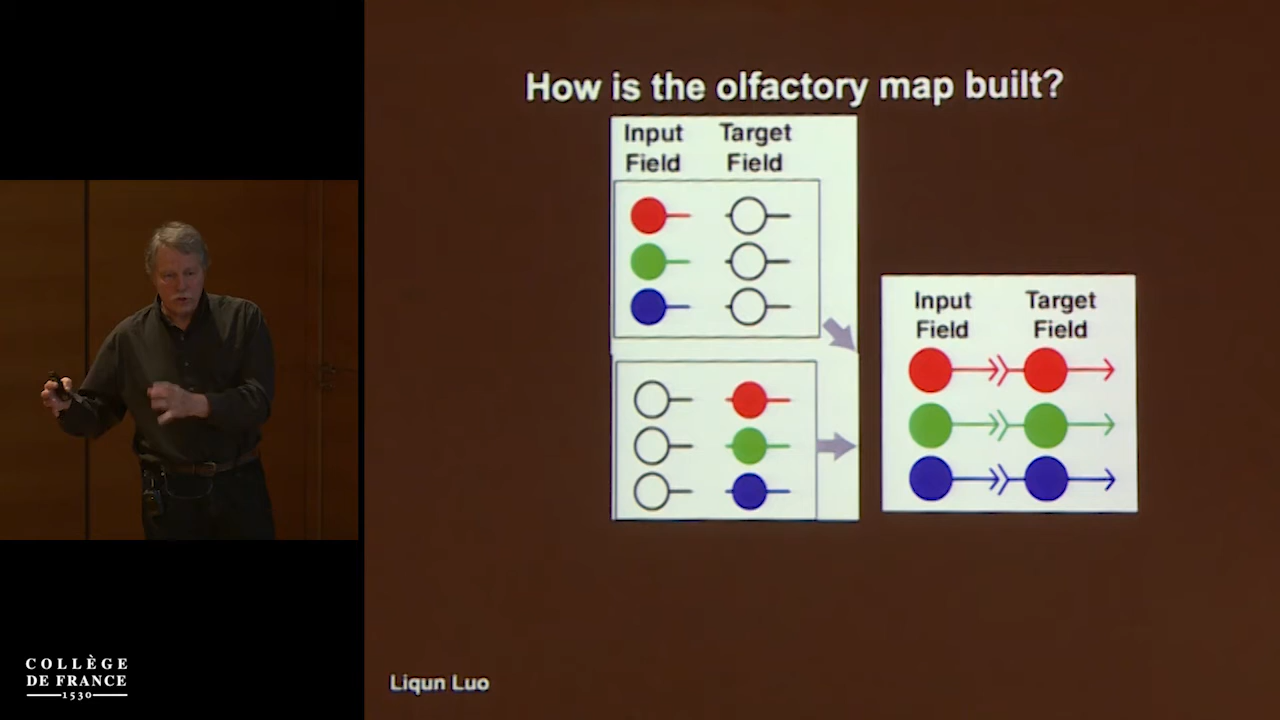 How is the olfactory map built?
Input Target
Field Field
Input Target
Field Field
Liqun Luo
COLLÈGE
DE FRANCE
1530